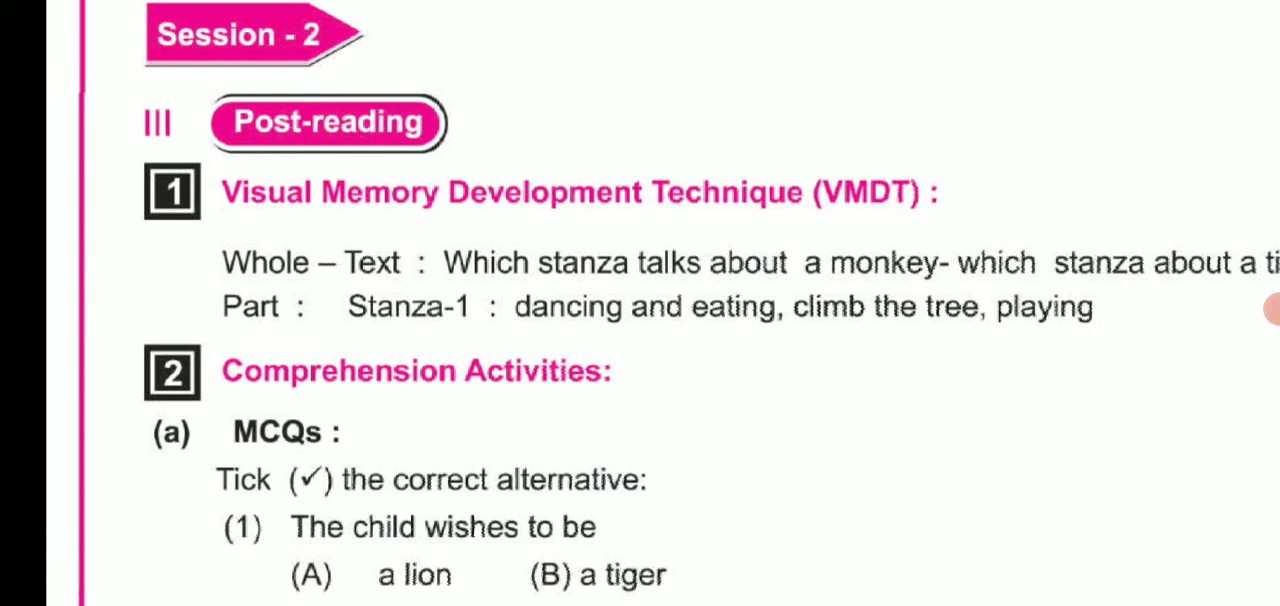 Session - 2
III Post-reading
1 Visual Memory Development Technique (VMDT) :
Whole – Text : Which stanza talks about a monkey- which stanza about a
Part : Stanza-1 : dancing and eating, climb the tree, playing
2 Comprehension Activities:
(a) MCQs :
Tick (✓) the correct alternative:
(1) The child wishes to be
(A) a lion (B) a tiger